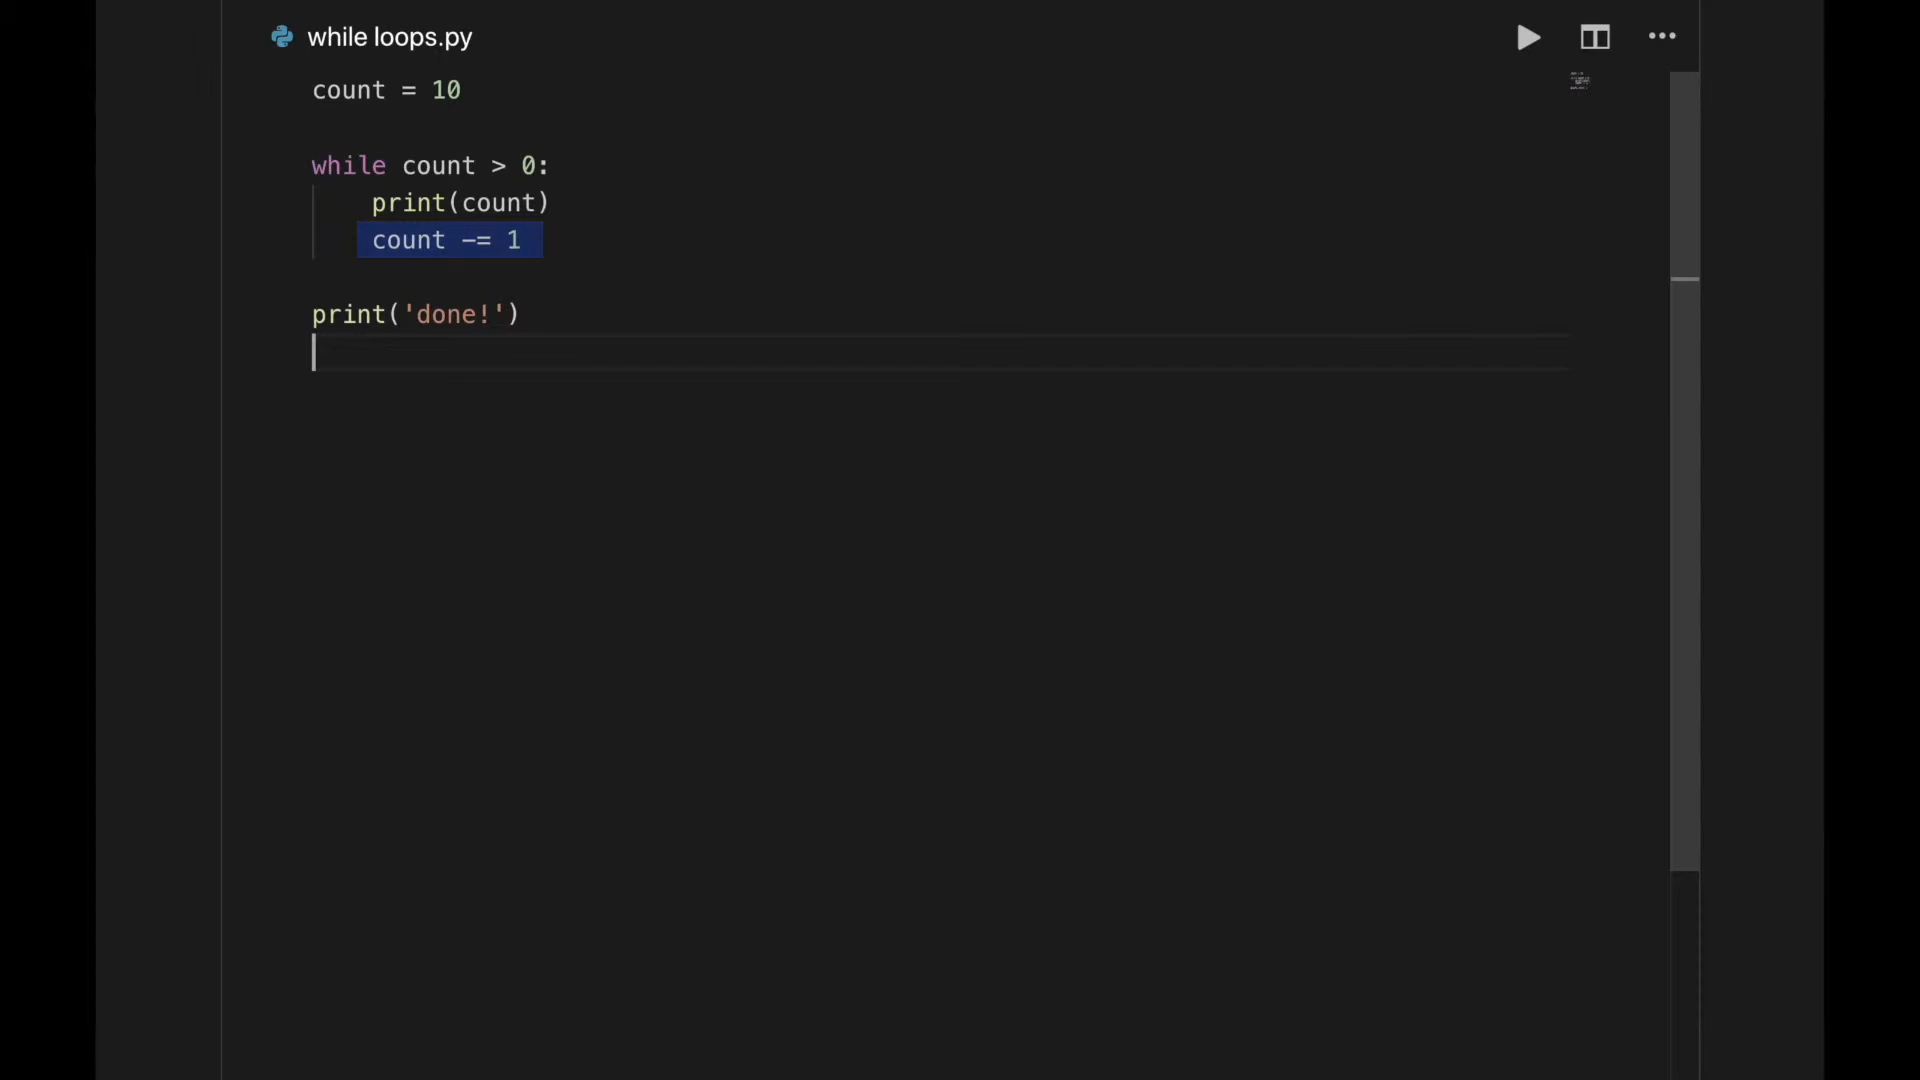 while loops.py
count = 10
while count > 0:
    print(count)
    count -= 1
print('done!')